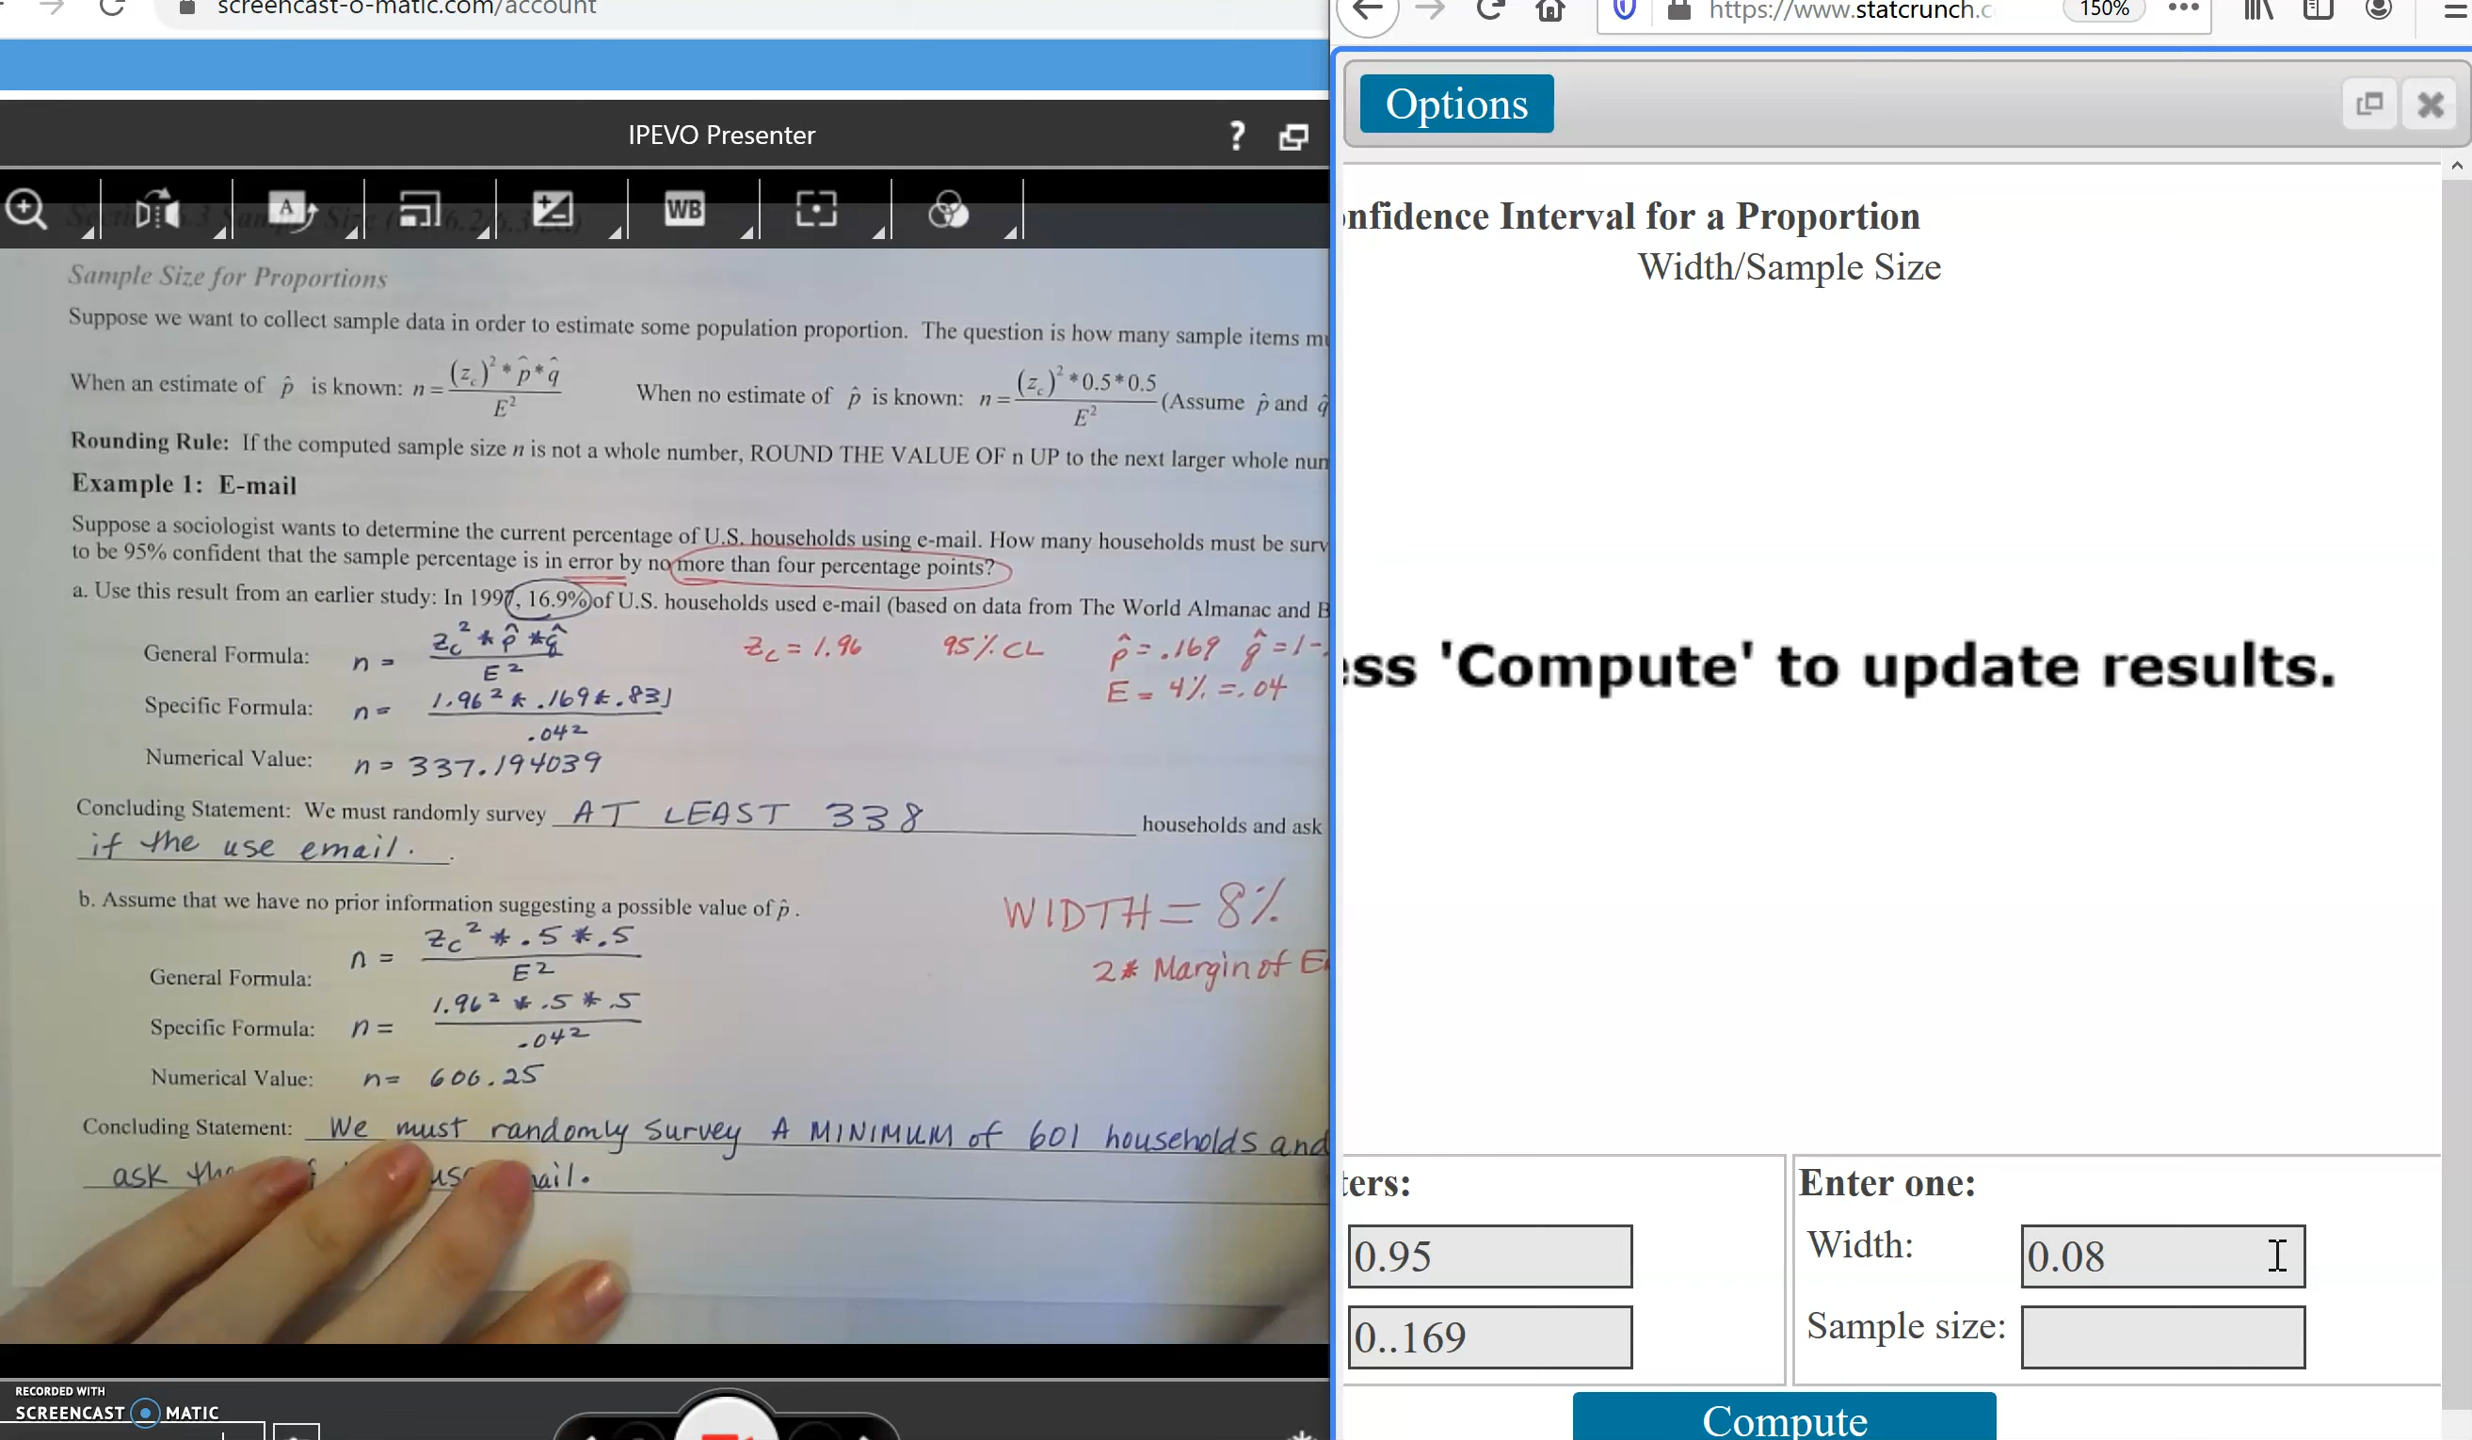 screencast-o-matic.com/account
https://www.statcrunch.c
150%
Options
IPEVO Presenter
?
WB
onfidence Interval for a Proportion
Width/Sample Size
Sample Size for Proportions
Suppose we want to collect sample data in order to estimate some population proportion. The question is how many sample items mu
When an estimate of p̂ is known: n = (z_c)² * p̂ * q̂ / E² When no estimate of p̂ is known: n = (z_c)² * 0.5 * 0.5 / E² (Assume p̂ and q̂
Rounding Rule: If the computed sample size n is not a whole number, ROUND THE VALUE OF n UP to the next larger whole num
Example 1: E-mail
Suppose a sociologist wants to determine the current percentage of U.S. households using e-mail. How many households must be surv
to be 95% confident that the sample percentage is in error by no more than four percentage points?
a. Use this result from an earlier study: In 1997, 16.9% of U.S. households used e-mail (based on data from The World Almanac and B
General Formula: n = z_c² * p̂ * q̂ / E² z_c = 1.96 95% CL p̂ = .169 q̂ = 1-.
E = 4% = .04
Specific Formula: n = 1.96² * .169 * .831 / .04²
Numerical Value: n = 337.194039
Concluding Statement: We must randomly survey AT LEAST 338 households and ask
if the use email.
b. Assume that we have no prior information suggesting a possible value of p̂.
WIDTH = 8%
2* Margin of E
General Formula: n = z_c² * .5 * .5 / E²
Specific Formula: n = 1.96² * .5 * .5 / .04²
Numerical Value: n = 600.25
Concluding Statement: We must randomly survey A MINIMUM of 601 households and
ask
ess 'Compute' to update results.
ters:
0.95
0..169
Enter one:
Width: 0.08
Sample size:
Compute
RECORDED WITH
SCREENCAST MATIC